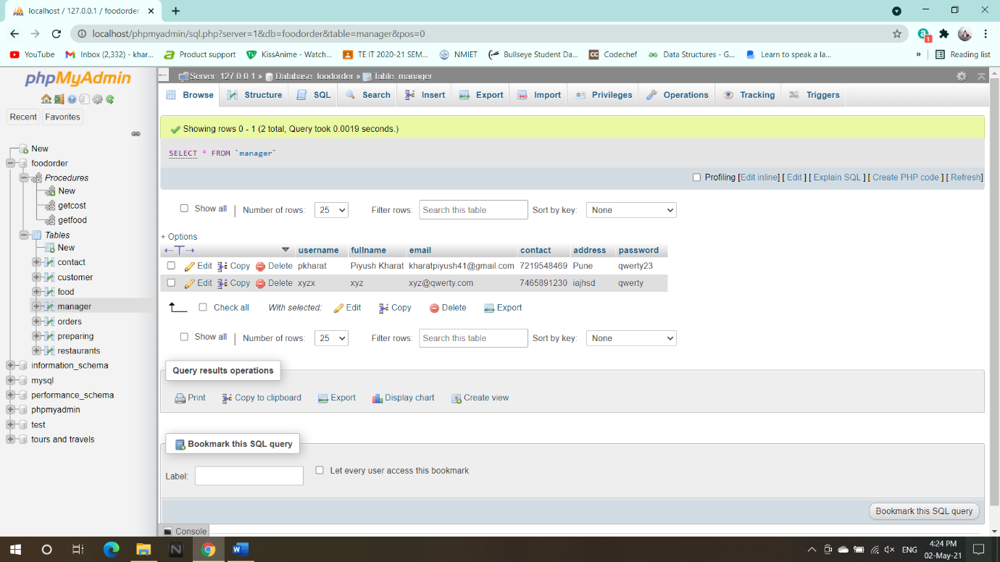 localhost / 127.0.0.1 / foodorder
localhost/phpmyadmin/sql.php?server=1&db=foodorder&table=manager&pos=0
1
YouTube
Inbox (2,332) - khar...
Product support
KissAnime - Watch...
TE IT 2020-21 SEM...
NMIET
Bullseye Student Da...
Codechef
Data Structures - G...
Learn to speak a la...
»
Reading list
phpMyAdmin
Recent
Favorites
New
foodorder
Procedures
New
getcost
getfood
Tables
New
contact
customer
food
manager
orders
preparing
restaurants
information_schema
mysql
performance_schema
phpmyadmin
test
tours and travels
Server: 127.0.0.1 » Database: foodorder » Table: manager
Browse Structure SQL Search Insert Export Import Privileges Operations Tracking Triggers
Showing rows 0 - 1 (2 total, Query took 0.0019 seconds.)
SELECT * FROM `manager`
Profiling [Edit inline] [ Edit ] [ Explain SQL ] [ Create PHP code ] [ Refresh]
Show all | Number of rows: 25 Filter rows: Search this table Sort by key: None
+ Options
username fullname email contact address password
Edit Copy Delete pkharat Piyush Kharat kharatpiyush41@gmail.com 7219548469 Pune qwerty23
Edit Copy Delete xyzx xyz xyz@qwerty.com 7465891230 iajhsd qwerty
Check all With selected: Edit Copy Delete Export
Show all | Number of rows: 25 Filter rows: Search this table Sort by key: None
Query results operations
Print Copy to clipboard Export Display chart Create view
Bookmark this SQL query
Label: Let every user access this bookmark
Bookmark this SQL query
Console
ENG
4:24 PM
02-May-21